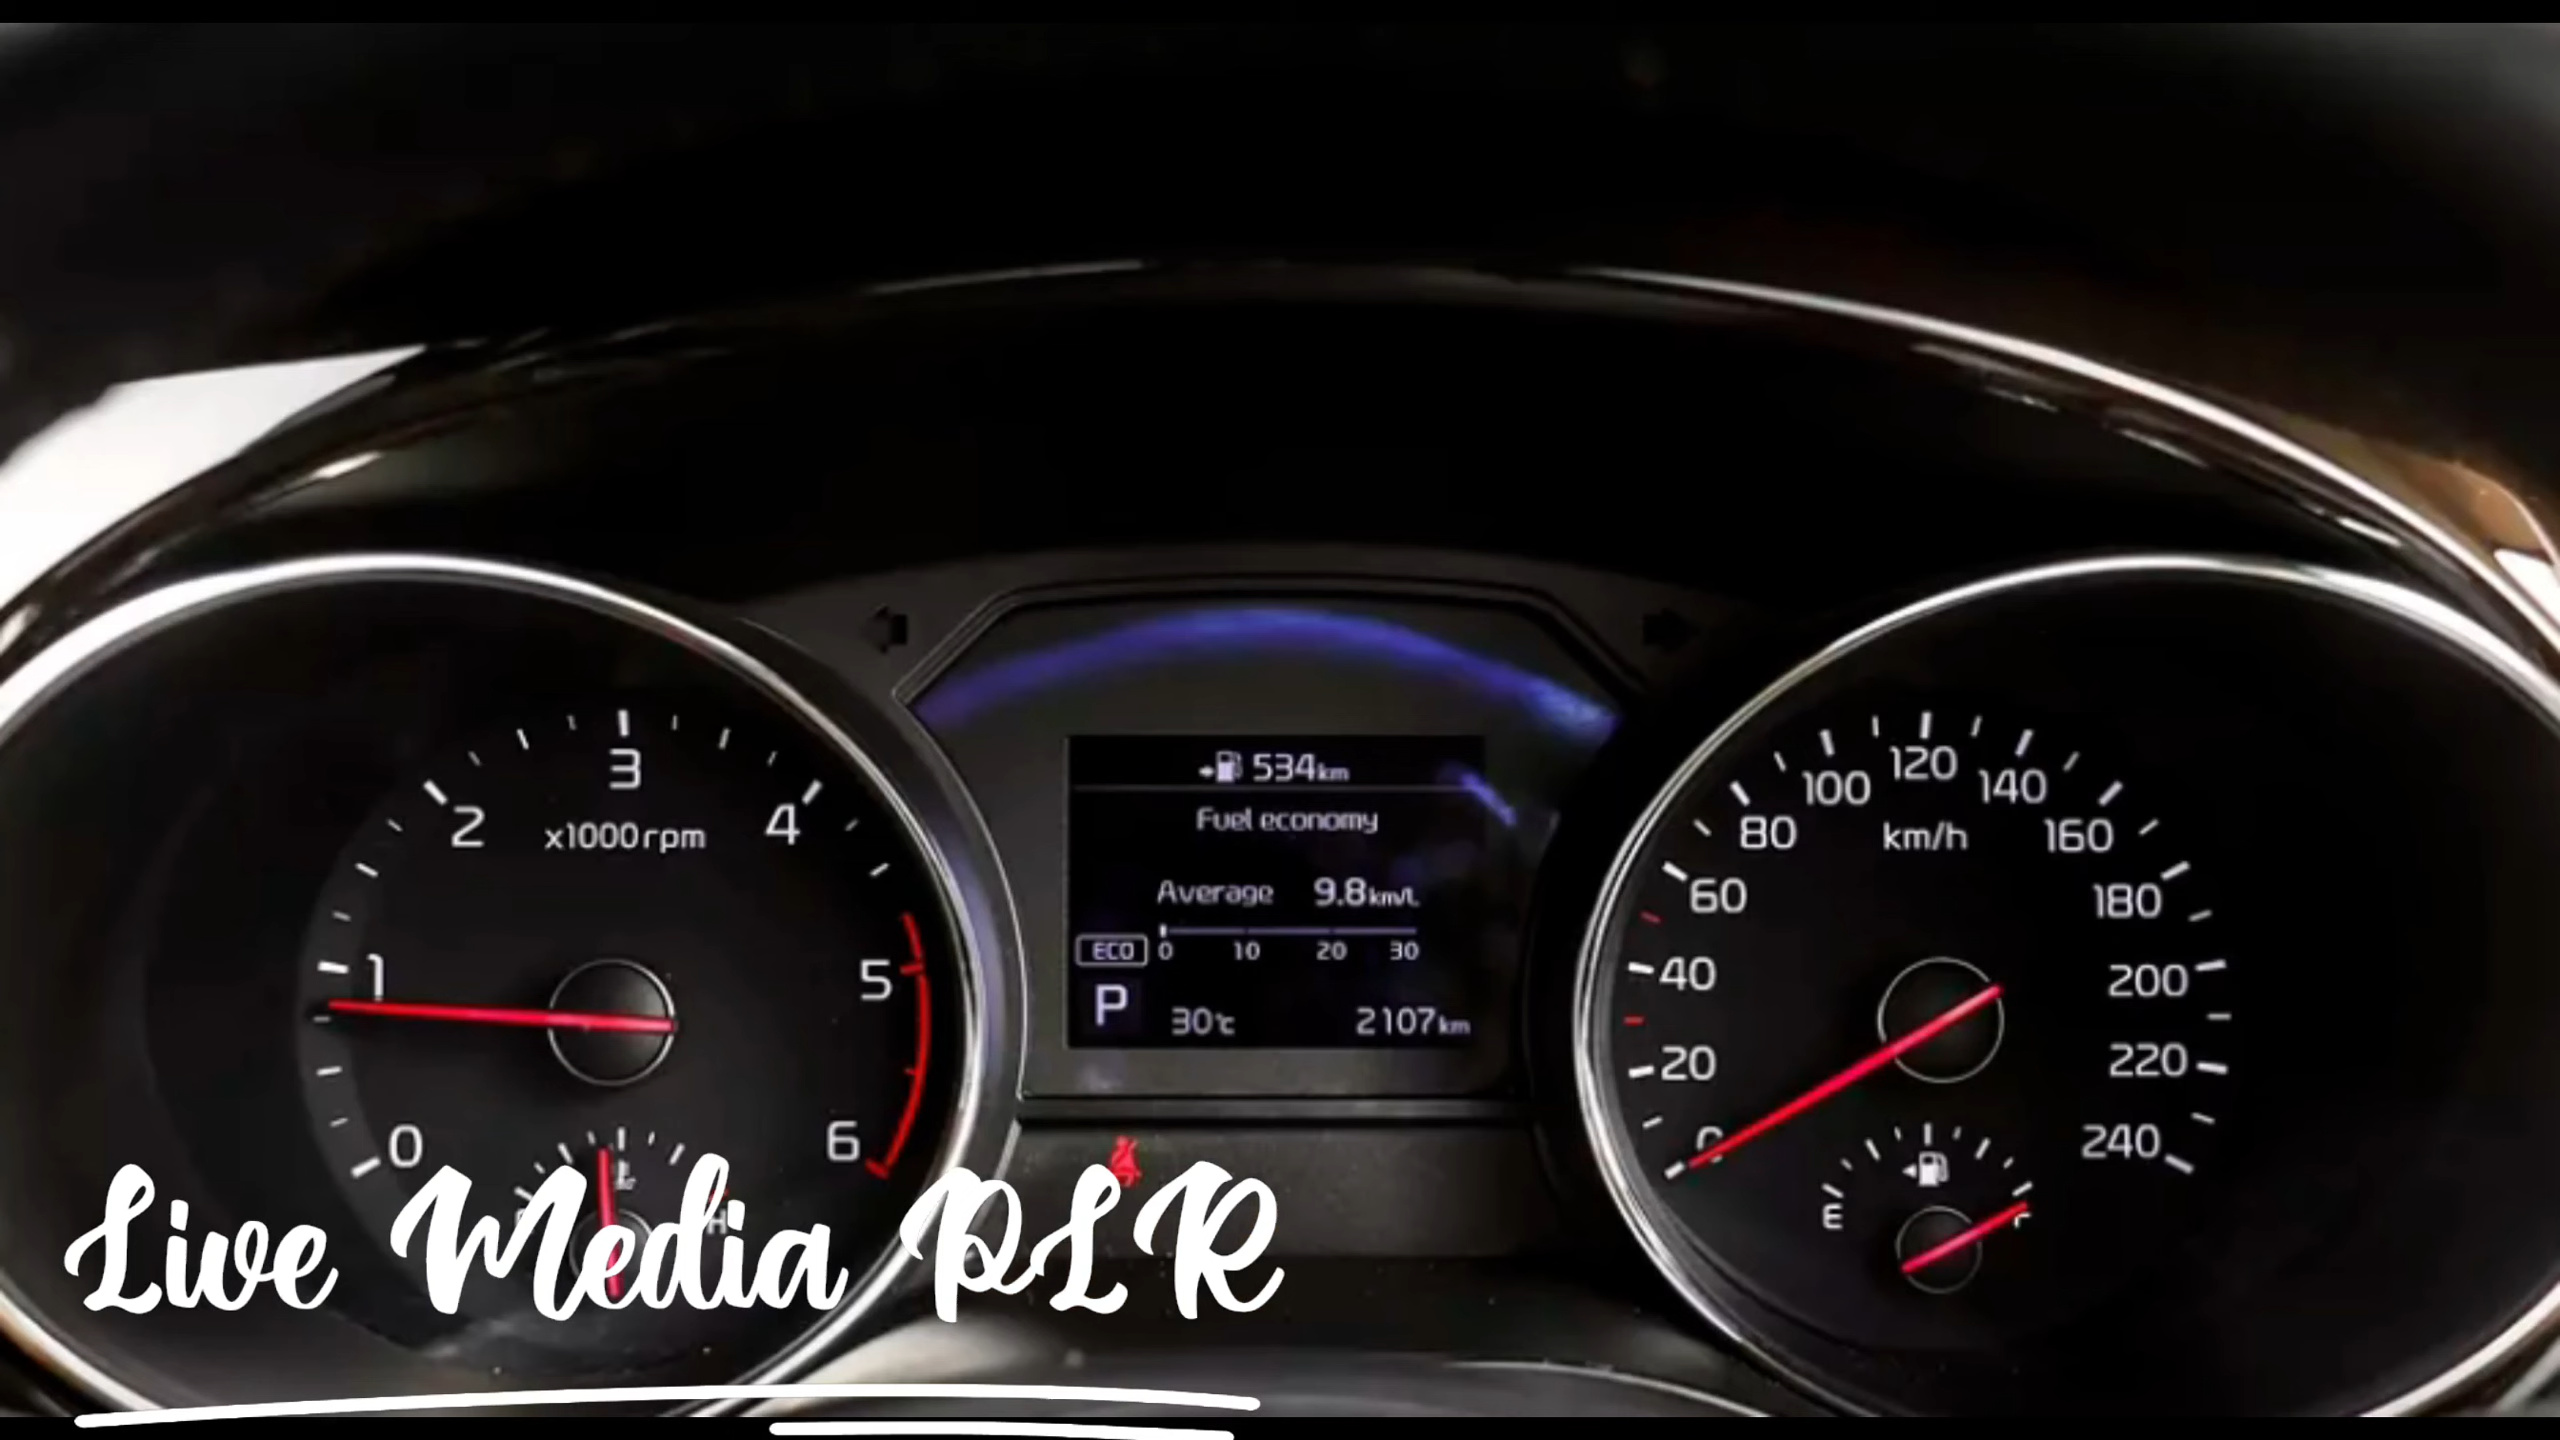 534km
Fuel economy
Average 9.8km/L
ECO 0 10 20 30
P 30℃ 2107km
0 1 2 3 4 5 6
x1000rpm
H
0 20 40 60 80 100 120 140 160 180 200 220 240
km/h
E
Live Media PLR